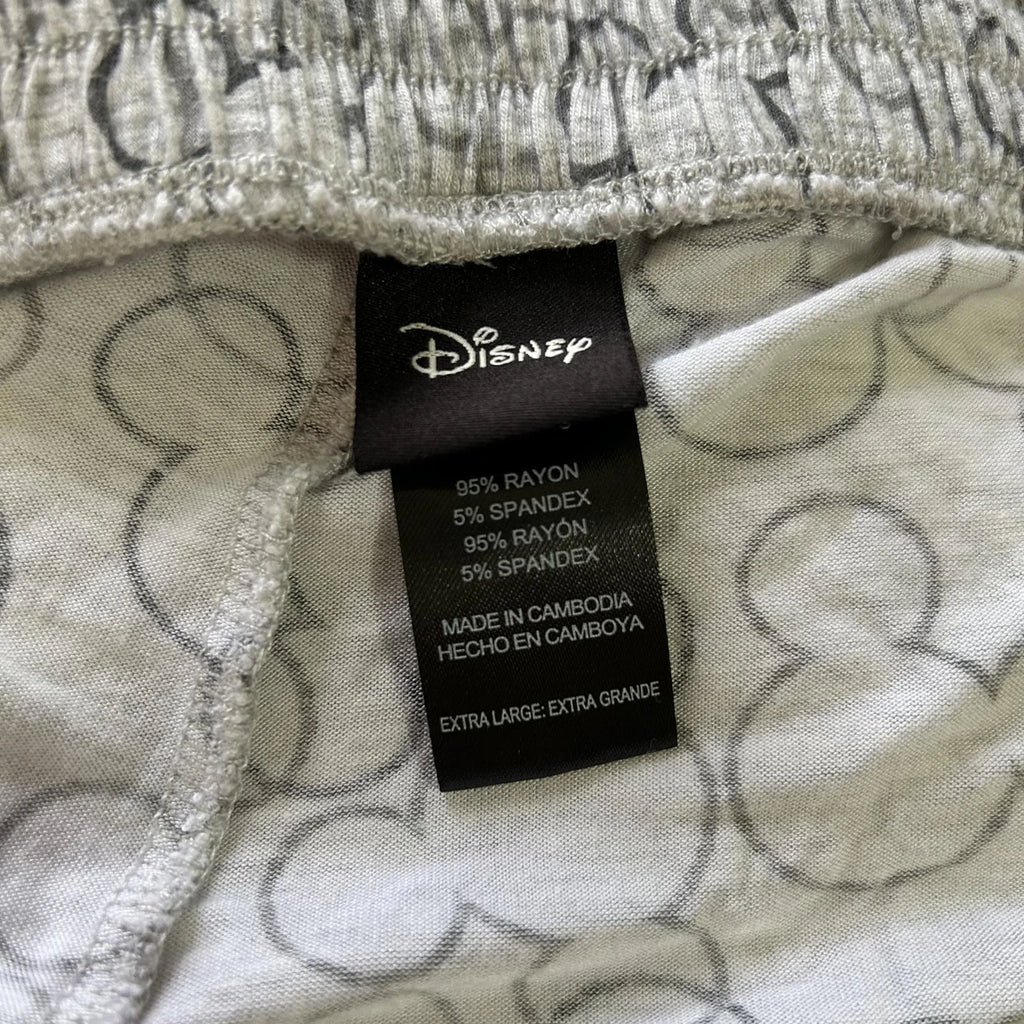 Disney
95% RAYON
5% SPANDEX
95% RAYÓN
5% SPANDEX
MADE IN CAMBODIA
HECHO EN CAMBOYA
EXTRA LARGE: EXTRA GRANDE